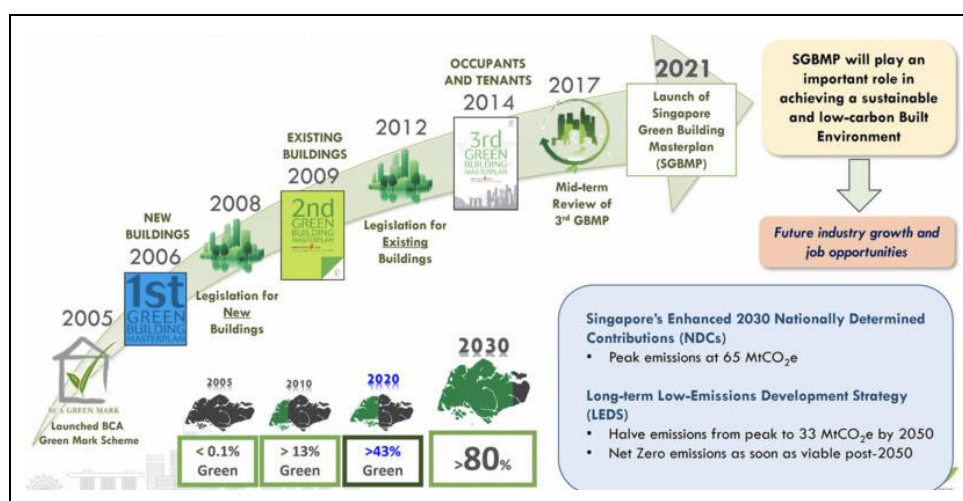 2005
BCA GREEN MARK
Launched BCA
Green Mark Scheme
NEW
BUILDINGS
2006
1st
GREEN
BUILDING
MASTERPLAN
2008
Legislation for
New
Buildings
EXISTING
BUILDINGS
2009
2nd
GREEN
BUILDING
MASTERPLAN
2012
Legislation for
Existing
Buildings
OCCUPANTS
AND TENANTS
2014
3rd
GREEN
BUILDING
MASTERPLAN
2017
Mid-term
Review of
3rd GBMP
2021
Launch of
Singapore
Green Building
Masterplan
(SGBMP)
SGBMP will play an
important role in
achieving a sustainable
and low-carbon Built
Environment
Future industry growth and
job opportunities
2005
< 0.1%
Green
2010
> 13%
Green
2020
>43%
Green
2030
>80%
Singapore's Enhanced 2030 Nationally Determined
Contributions (NDCs)
• Peak emissions at 65 MtCO₂e
Long-term Low-Emissions Development Strategy
(LEDS)
• Halve emissions from peak to 33 MtCO₂e by 2050
• Net Zero emissions as soon as viable post-2050